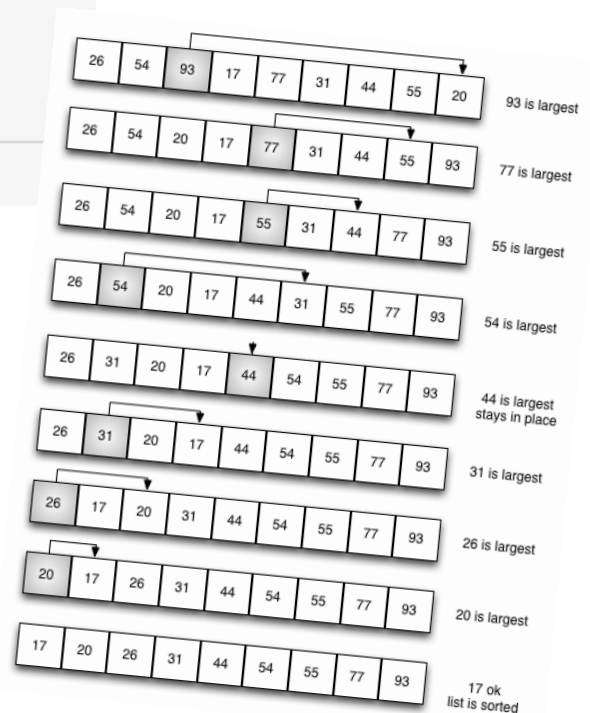 26 54 93 17 77 31 44 55 20 93 is largest
26 54 20 17 77 31 44 55 93 77 is largest
26 54 20 17 55 31 44 77 93 55 is largest
26 54 20 17 44 31 55 77 93 54 is largest
26 31 20 17 44 54 55 77 93 44 is largest
stays in place
26 31 20 17 44 54 55 77 93 31 is largest
26 17 20 31 44 54 55 77 93 26 is largest
20 17 26 31 44 54 55 77 93 20 is largest
17 20 26 31 44 54 55 77 93 17 ok
list is sorted